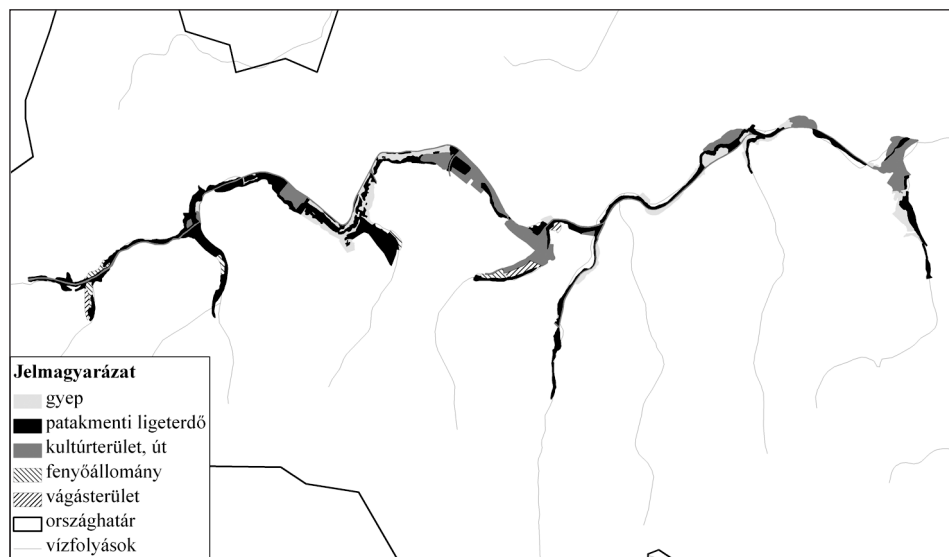 Jelmagyarázat
gyep
patakmenti ligeterdő
kultúrterület, út
fenyőállomány
vágásterület
országhatár
vízfolyások